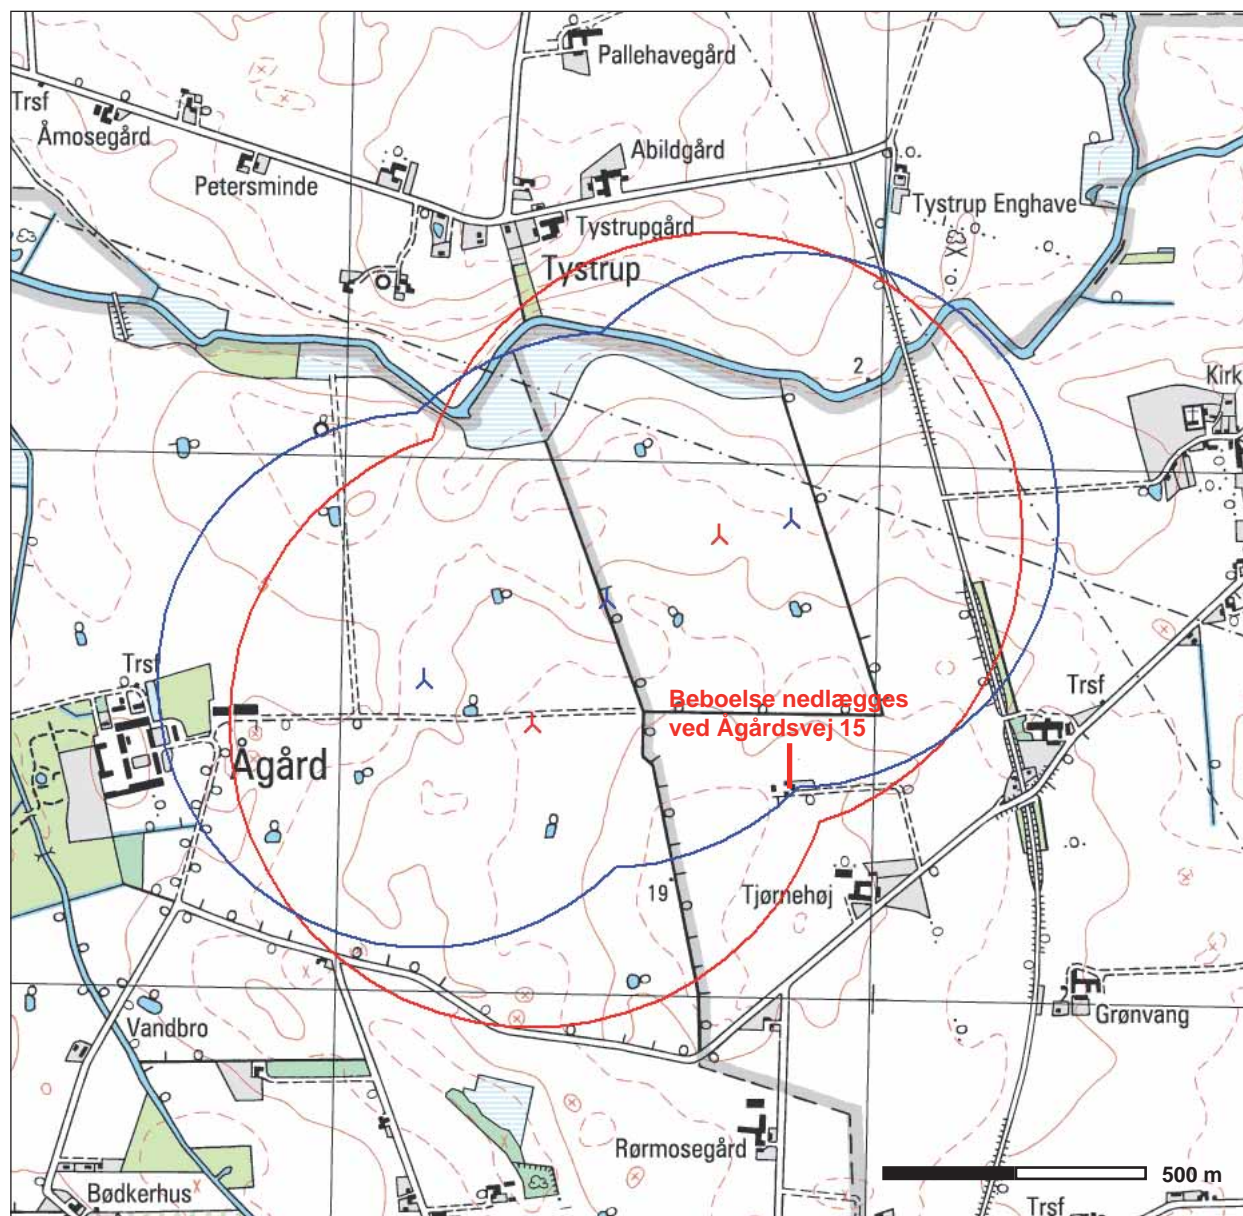 Pallehavegård
Trsf
Åmosegård
Abildgård
Petersminde
Tystrup Enghave
Tystrupgård
Tystrup
2
Kirk
Trsf
Beboelse nedlægges
ved Ågårdsvej 15
Trsf
Ågård
19
Tjørnehøj
Vandbro
Grønvang
Rørmosegård
500 m
Bødkerhus
Trsf